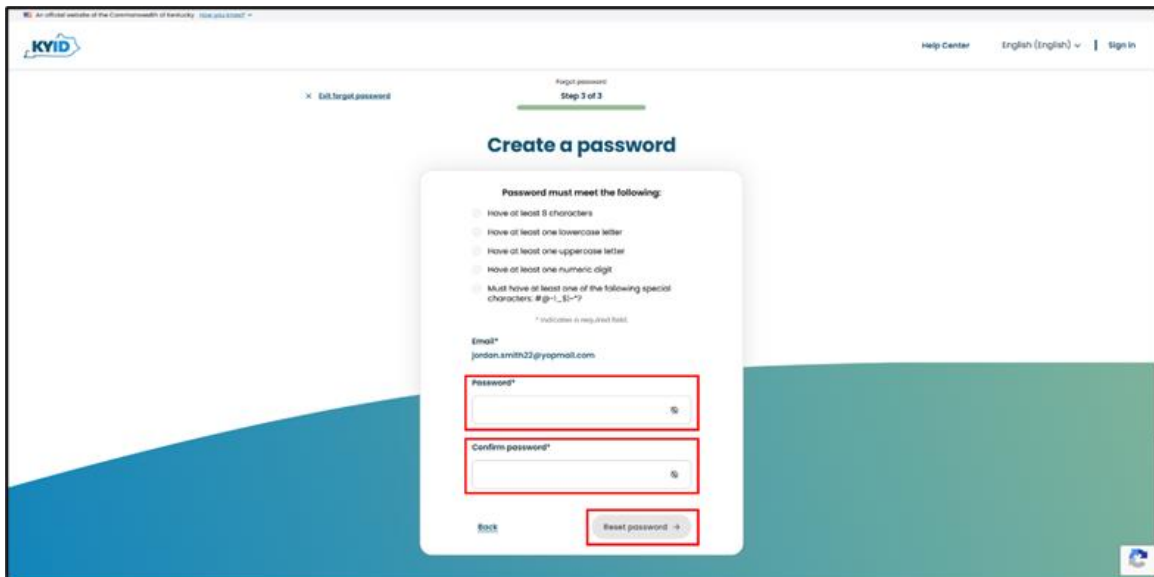 An official website of the Commonwealth of Kentucky How you know?
KYID
Help Center
English (English)
Sign in
Exit forgot password
Forgot password
Step 3 of 3
Create a password
Password must meet the following:
Have at least 8 characters
Have at least one lowercase letter
Have at least one uppercase letter
Have at least one numeric digit
Must have at least one of the following special
characters:
* indicates a required field.
Email*
jordan.smith22@yopmail.com
Password*
Confirm password*
Back
Reset password